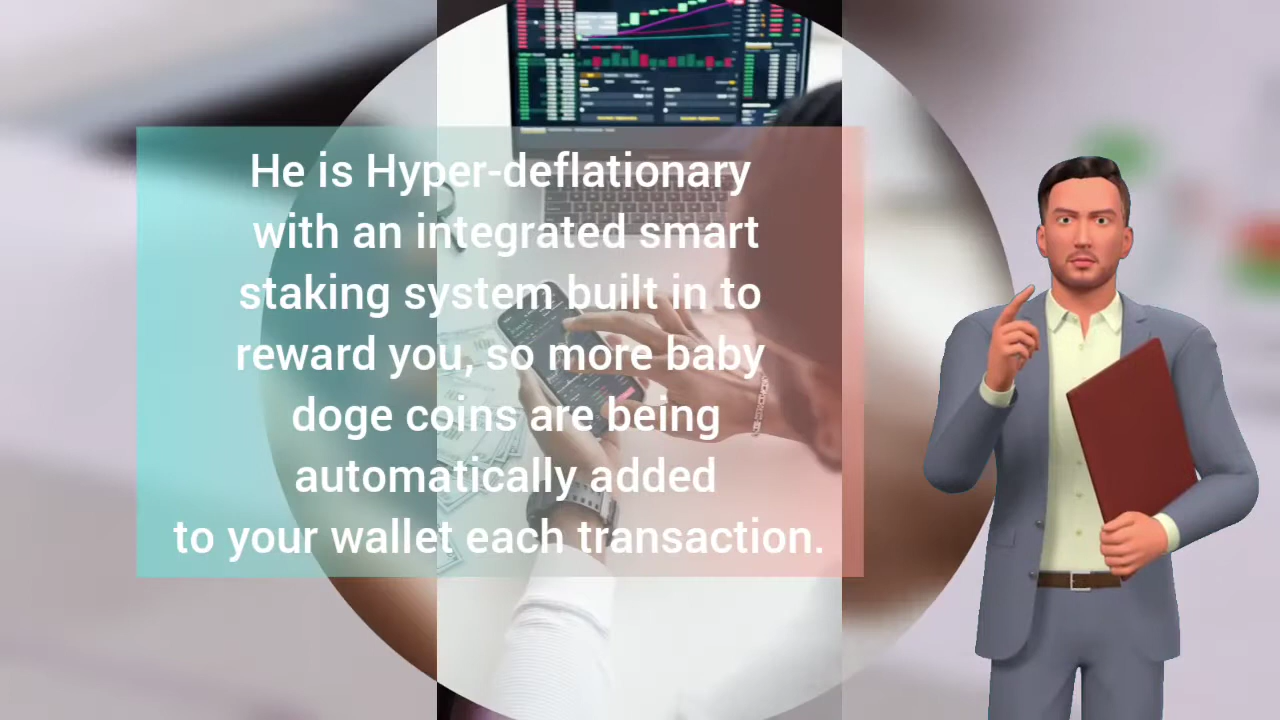 He is Hyper-deflationary
with an integrated smart
staking system built in to
reward you, so more baby
doge coins are being
automatically added
to your wallet each transaction.